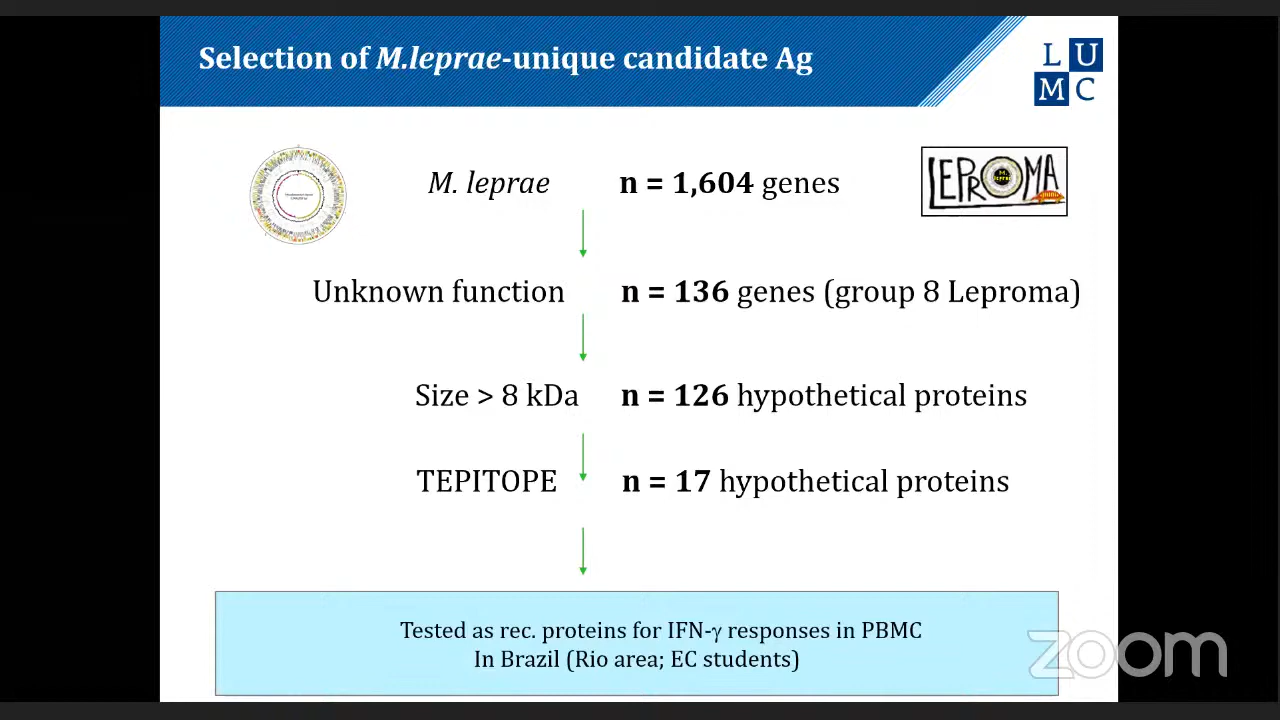 Selection of M.leprae-unique candidate Ag
L U
M C
M. leprae n = 1,604 genes
LEPROMA
M.
leprae
Unknown function n = 136 genes (group 8 Leproma)
Size > 8 kDa n = 126 hypothetical proteins
TEPITOPE n = 17 hypothetical proteins
Tested as rec. proteins for IFN-γ responses in PBMC
In Brazil (Rio area; EC students)
zoom